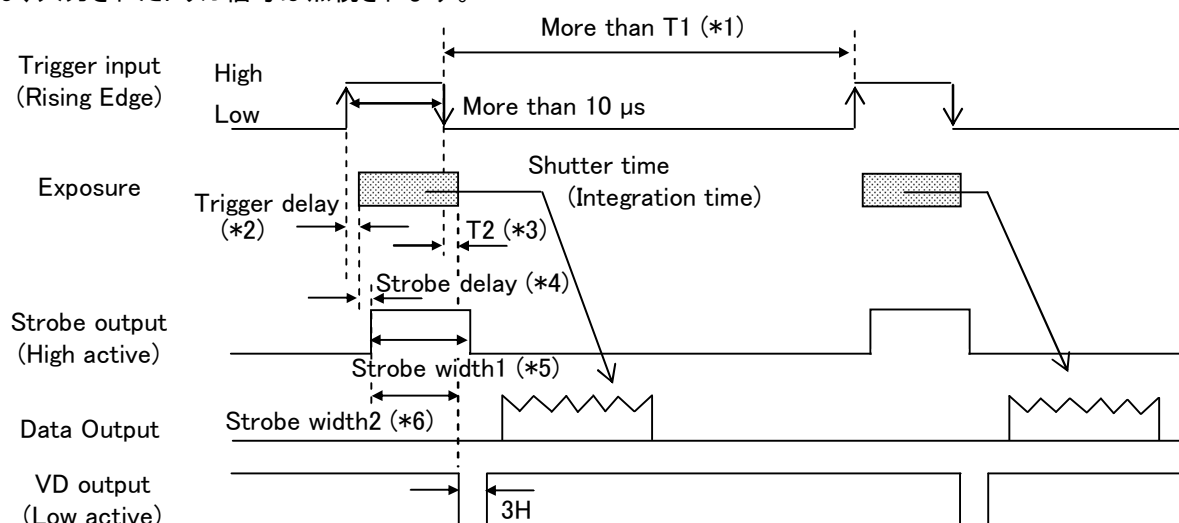 More than T1 (*1)
Trigger input
(Rising Edge)
High
Low
More than 10 μs
Exposure
Shutter time
(Integration time)
Trigger delay
(*2)
T2 (*3)
Strobe delay (*4)
Strobe output
(High active)
Strobe width1 (*5)
Strobe width2 (*6)
Data Output
VD output
(Low active)
3H